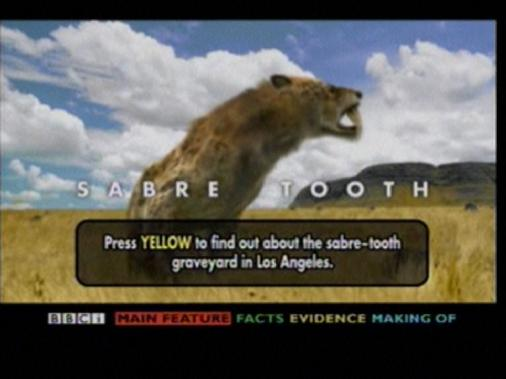 SABRE TOOTH
Press YELLOW to find out about the sabre-tooth
graveyard in Los Angeles.
BBCi MAIN FEATURE FACTS EVIDENCE MAKING OF